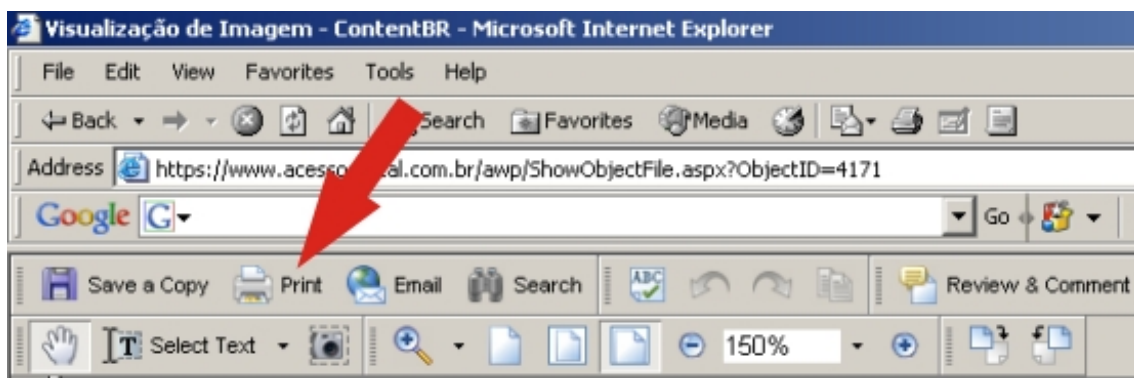 Visualização de Imagem - ContentBR - Microsoft Internet Explorer
File Edit View Favorites Tools Help
Back Search Favorites Media
Address https://www.acesso al.com.br/awp/ShowObjectFile.aspx?ObjectID=4171
Google G Go
Save a Copy Print Email Search ABC Review & Comment
T Select Text 150%